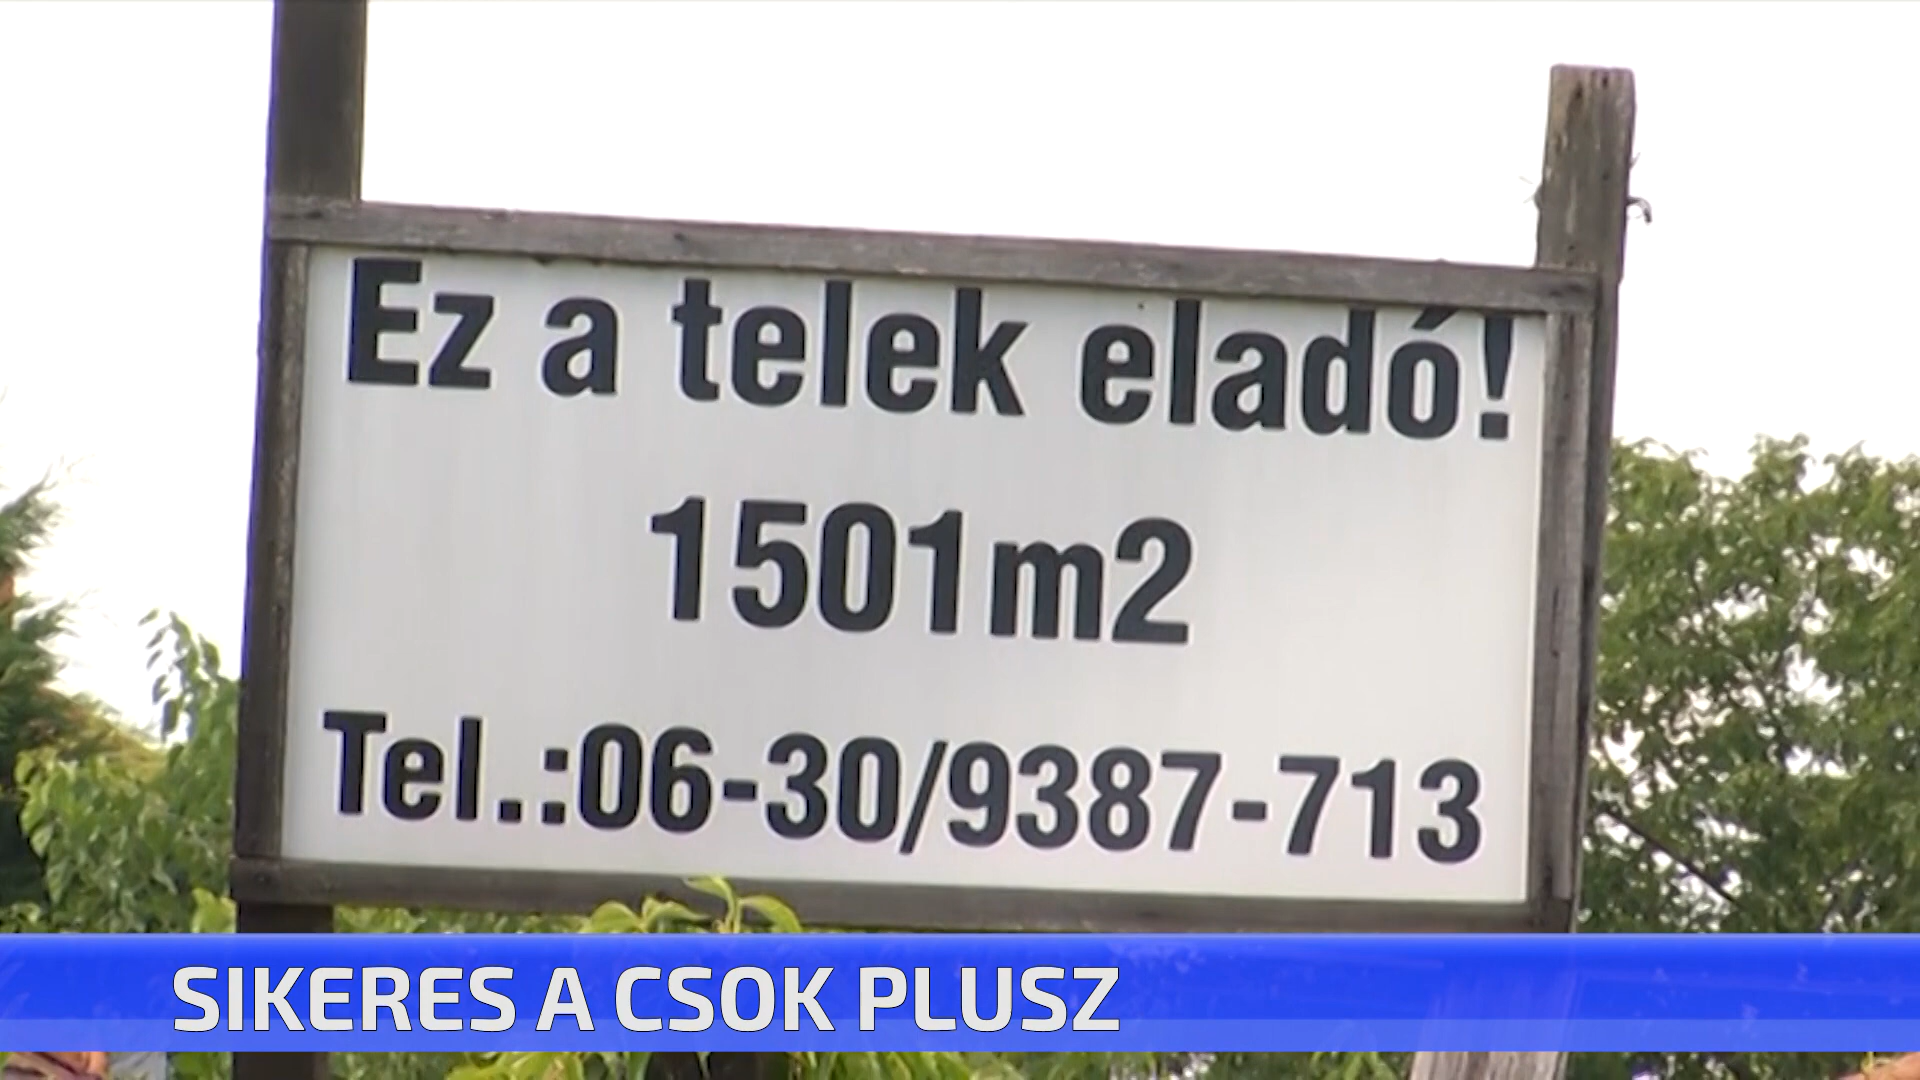 Ez a telek eladó!
1501m2
Tel.:06-30/9387-713
SIKERES A CSOK PLUSZ